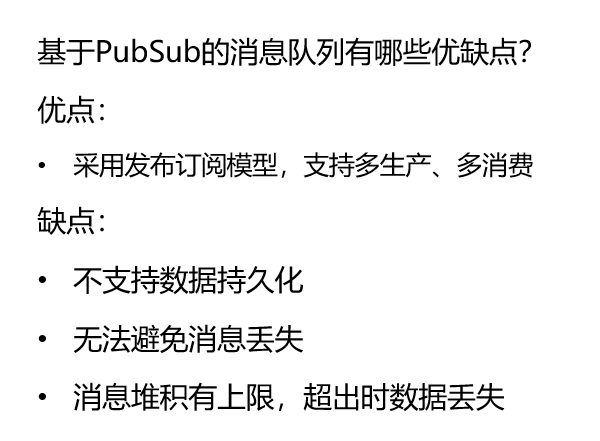 基于PubSub的消息队列有哪些优缺点？
优点：
• 采用发布订阅模型，支持多生产、多消费
缺点：
• 不支持数据持久化
• 无法避免消息丢失
• 消息堆积有上限，超出时数据丢失